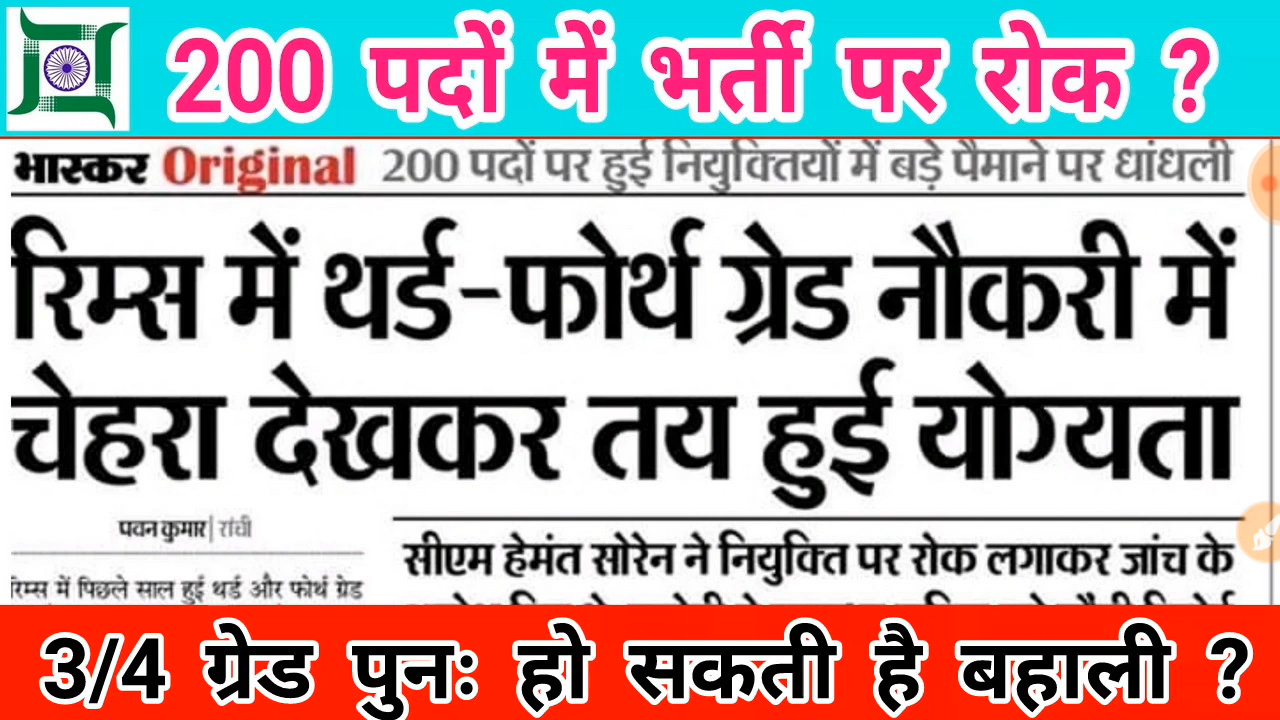 200 पदों में भर्ती पर रोक ?
भास्कर Original 200 पदों पर हुई नियुक्तियों में बड़े पैमाने पर धांधली
रिम्स में थर्ड-फोर्थ ग्रेड नौकरी में
चेहरा देखकर तय हुई योग्यता
पवन कुमार| रांची
सीएम हेमंत सोरेन ने नियुक्ति पर रोक लगाकर जांच के
रिम्स में पिछले साल हुई थर्ड और फोर्थ ग्रेड
3/4 ग्रेड पुनः हो सकती है बहाली ?